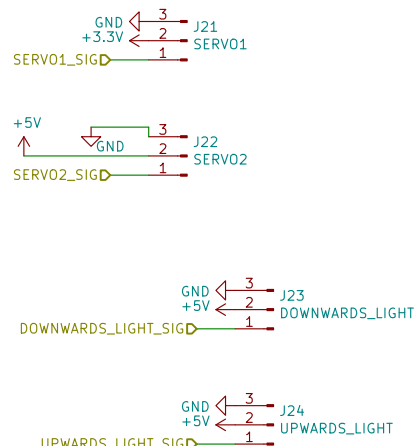 GND 3 J21
+3.3V 2 SERVO1
SERVO1_SIG 1
+5V 3 J22
GND 2 SERVO2
SERVO2_SIG 1
GND 3 J23
+5V 2 DOWNWARDS_LIGHT
DOWNWARDS_LIGHT_SIG 1
GND 3 J24
+5V 2 UPWARDS_LIGHT
UPWARDS_LIGHT_SIG 1